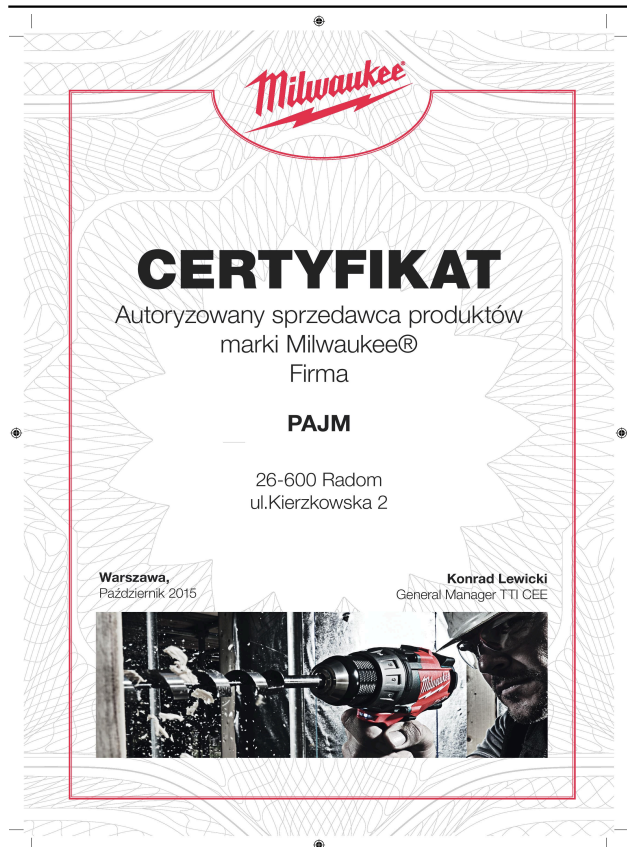 Milwaukee®
CERTYFIKAT
Autoryzowany sprzedawca produktów
marki Milwaukee®
Firma
PAJM
26-600 Radom
ul.Kierzkowska 2
Warszawa,
Październik 2015
Konrad Lewicki
General Manager TTI CEE
Milwaukee